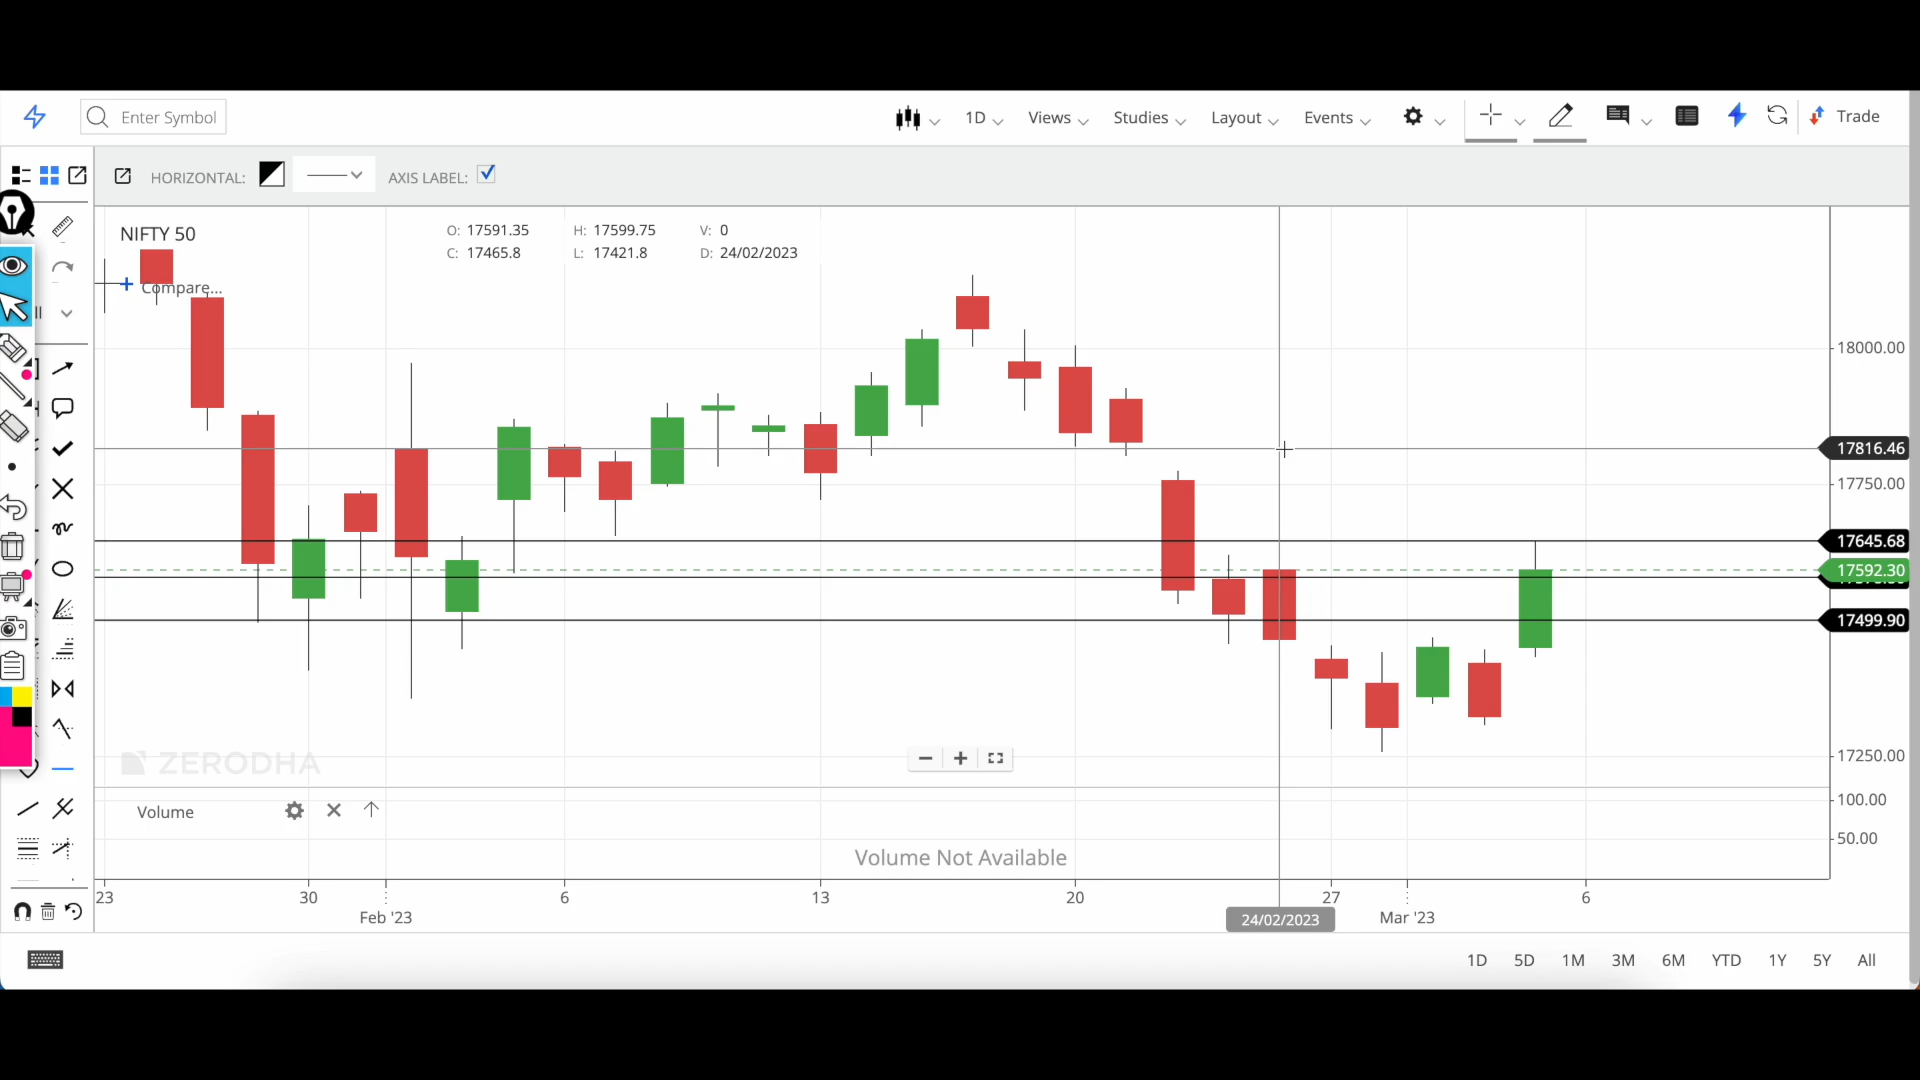 Enter Symbol
1D
Views
Studies
Layout
Events
Trade
HORIZONTAL:
AXIS LABEL:
NIFTY 50
O: 17591.35 H: 17599.75 V: 0
C: 17465.8 L: 17421.8 D: 24/02/2023
Compare...
18000.00
17816.46
17750.00
17645.68
17592.30
17499.90
17250.00
ZERODHA
Volume
100.00
50.00
Volume Not Available
23 30 6 13 20 27 6
Feb '23 24/02/2023 Mar '23
1D 5D 1M 3M 6M YTD 1Y 5Y All